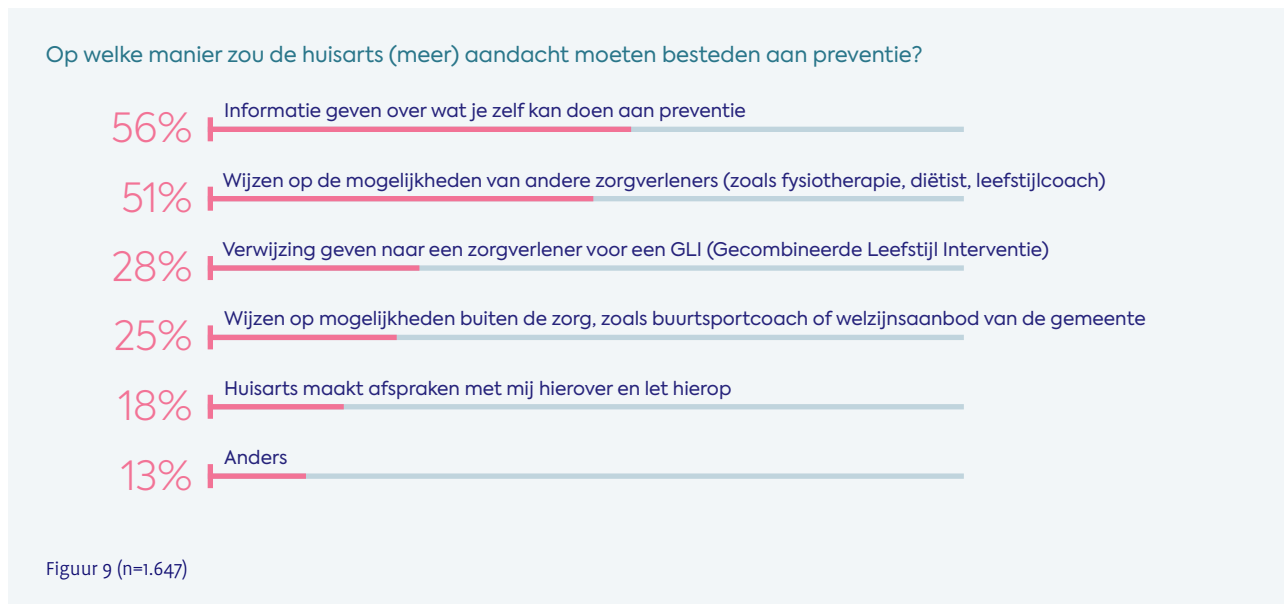 Op welke manier zou de huisarts (meer) aandacht moeten besteden aan preventie?
56% Informatie geven over wat je zelf kan doen aan preventie
51% Wijzen op de mogelijkheden van andere zorgverleners (zoals fysiotherapie, diëtist, leefstijlcoach)
28% Verwijzing geven naar een zorgverlener voor een GLI (Gecombineerde Leefstijl Interventie)
25% Wijzen op mogelijkheden buiten de zorg, zoals buurtsportcoach of welzijnsaanbod van de gemeente
18% Huisarts maakt afspraken met mij hierover en let hierop
13% Anders
Figuur 9 (n=1.647)